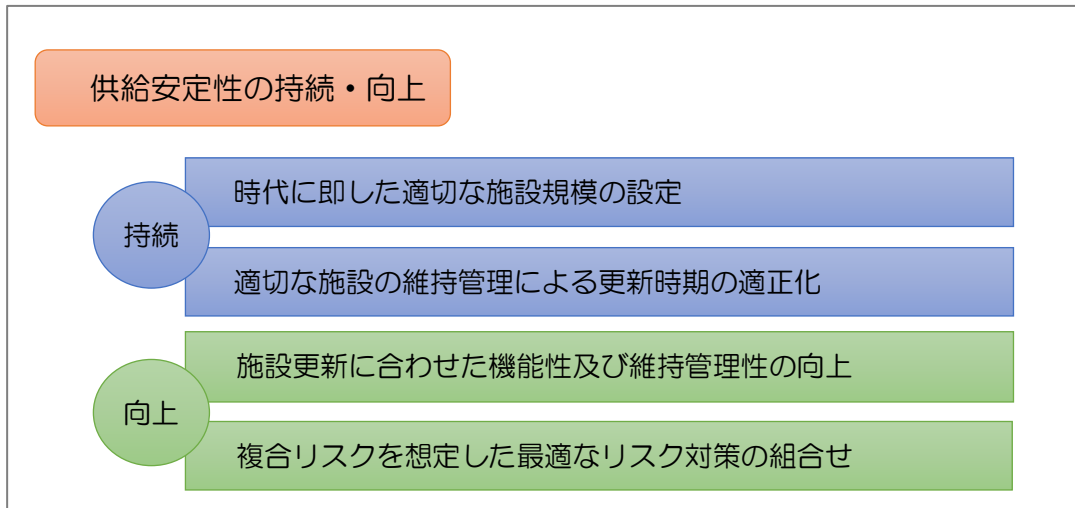 供給安定性の持続・向上
持続
時代に即した適切な施設規模の設定
適切な施設の維持管理による更新時期の適正化
向上
施設更新に合わせた機能性及び維持管理性の向上
複合リスクを想定した最適なリスク対策の組合せ